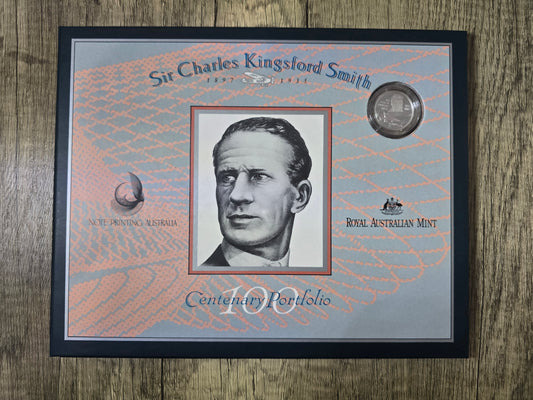 Sir Charles Kingsford Smith
1897 1935
NOTE PRINTING AUSTRALIA
ROYAL AUSTRALIAN MINT
100
Centenary Portfolio